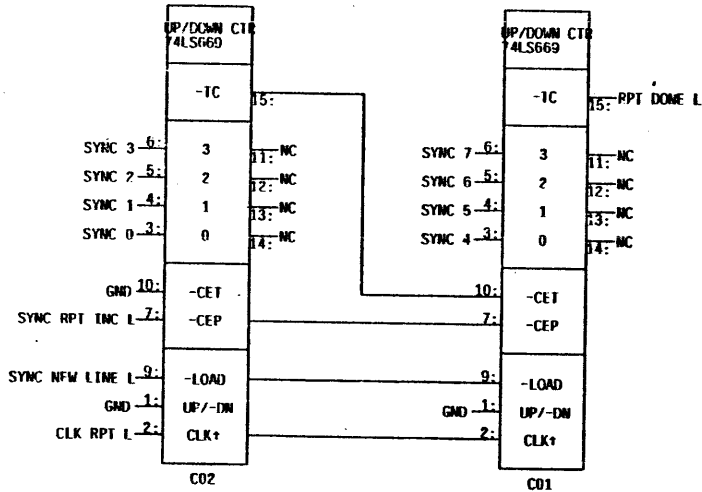 UP/DOWN CTR
74LS669
-TC
15:
SYNC 3 6: 3 11: NC
SYNC 2 5: 2 12: NC
SYNC 1 4: 1 13: NC
SYNC 0 3: 0 14: NC
GND 10: -CET
SYNC RPT INC L 7: -CEP
SYNC NEW LINE L 9: -LOAD
GND 1: UP/-DN
CLK RPT L 2: CLK↑
C02
UP/DOWN CTR
74LS669
-TC
15: RPT DONE L
SYNC 7 6: 3 11: NC
SYNC 6 5: 2 12: NC
SYNC 5 4: 1 13: NC
SYNC 4 3: 0 14: NC
10: -CET
7: -CEP
9: -LOAD
GND 1: UP/-DN
2: CLK↑
C01